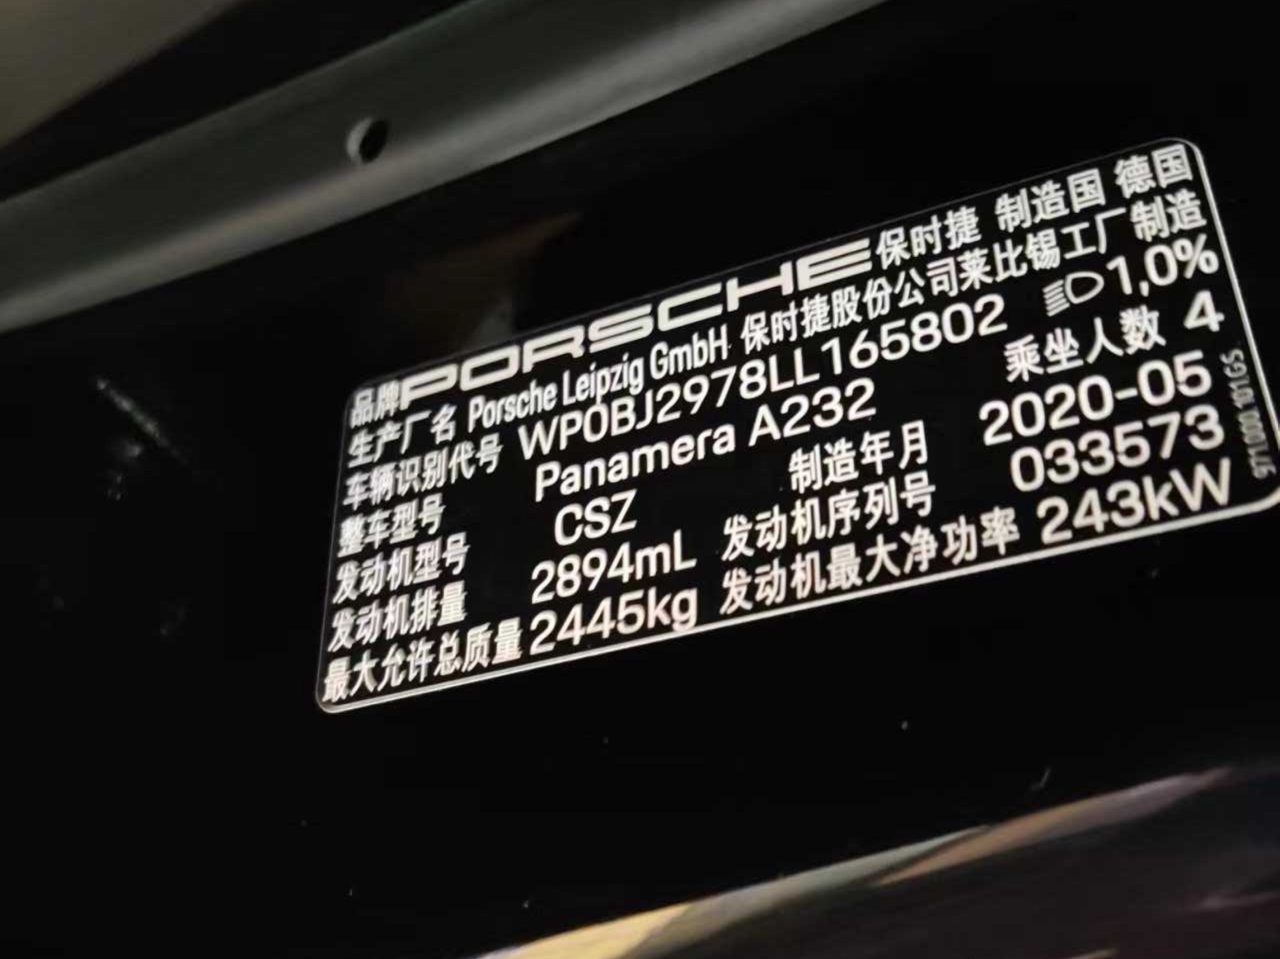 品牌 PORSCHE 保时捷 制造国 德国
生产厂名 Porsche Leipzig GmbH 保时捷股份公司莱比锡工厂制造
车辆识别代号 WP0BJ2978LL165802 1,0%
整车型号 Panamera A232 乘坐人数 4
发动机型号 CSZ 制造年月 2020-05
发动机排量 2894mL 发动机序列号 033573
最大允许总质量 2445kg 发动机最大净功率 243kW